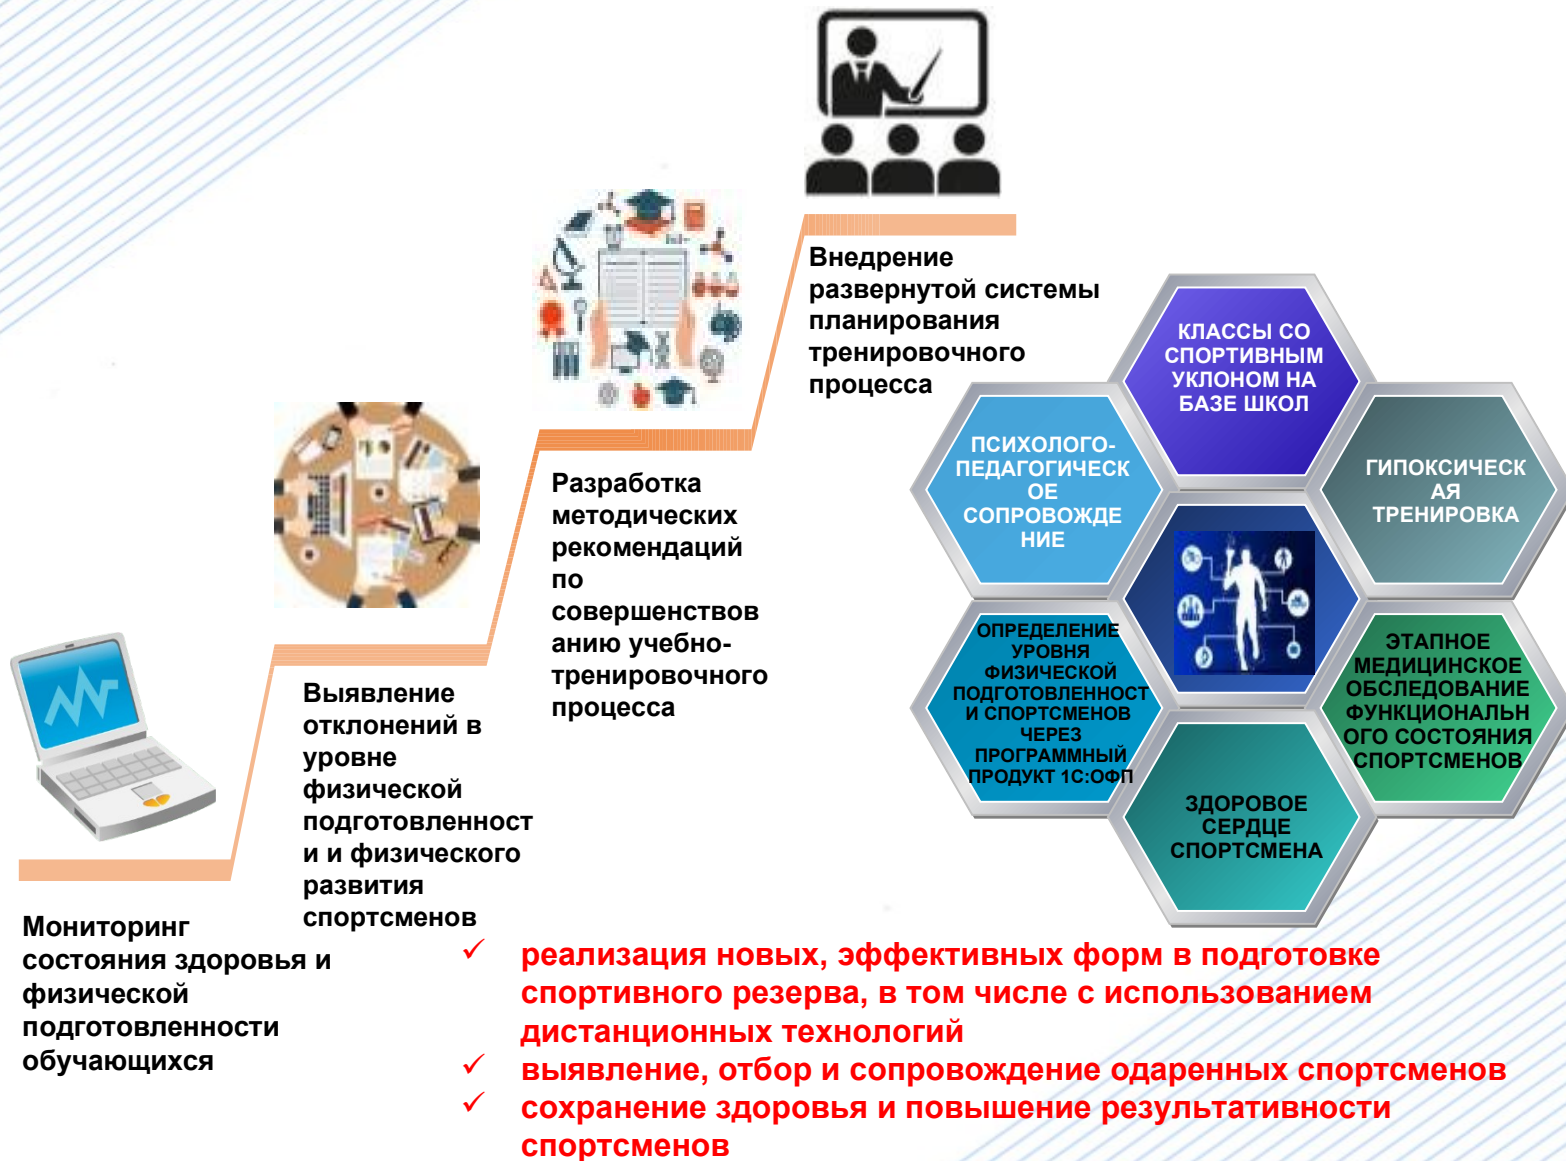 Внедрение
развернутой системы
планирования
тренировочного
процесса
Разработка
методических
рекомендаций
по
совершенствов
анию учебно-
тренировочного
процесса
Выявление
отклонений в
уровне
физической
подготовленност
и и физического
развития
спортсменов
Мониторинг
состояния здоровья и
физической
подготовленности
обучающихся
КЛАССЫ СО
СПОРТИВНЫМ
УКЛОНОМ НА
БАЗЕ ШКОЛ
ПСИХОЛОГО-
ПЕДАГОГИЧЕСК
ОЕ
СОПРОВОЖДЕ
НИЕ
ГИПОКСИЧЕСК
АЯ
ТРЕНИРОВКА
ОПРЕДЕЛЕНИЕ
УРОВНЯ
ФИЗИЧЕСКОЙ
ПОДГОТОВЛЕННОСТ
И СПОРТСМЕНОВ
ЧЕРЕЗ
ПРОГРАММНЫЙ
ПРОДУКТ 1С:ОФП
ЭТАПНОЕ
МЕДИЦИНСКОЕ
ОБСЛЕДОВАНИЕ
ФУНКЦИОНАЛЬН
ОГО СОСТОЯНИЯ
СПОРТСМЕНОВ
ЗДОРОВОЕ
СЕРДЦЕ
СПОРТСМЕНА
✓ реализация новых, эффективных форм в подготовке
спортивного резерва, в том числе с использованием
дистанционных технологий
✓ выявление, отбор и сопровождение одаренных спортсменов
✓ сохранение здоровья и повышение результативности
спортсменов